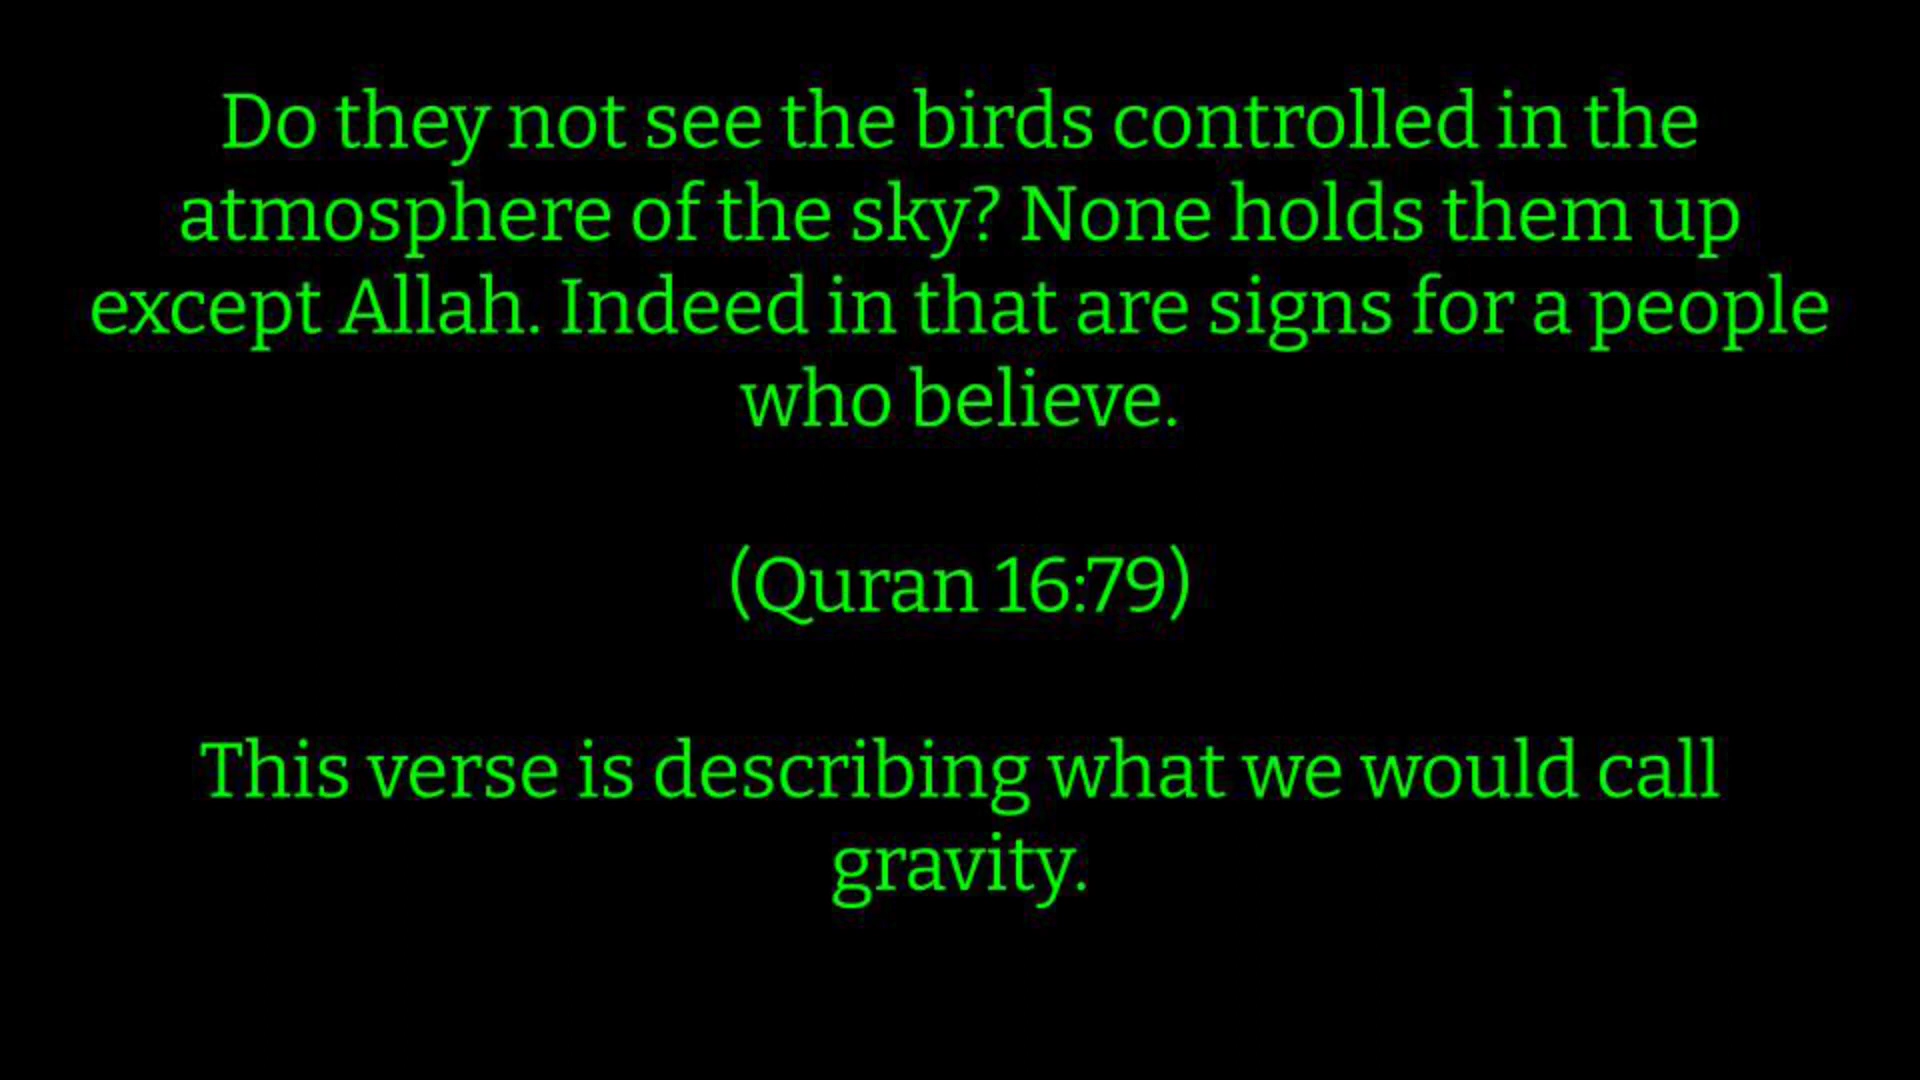 Do they not see the birds controlled in the
atmosphere of the sky? None holds them up
except Allah. Indeed in that are signs for a people
who believe.
(Quran 16:79)
This verse is describing what we would call
gravity.